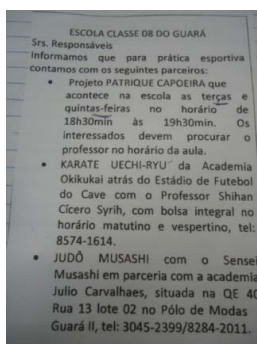 ESCOLA CLASSE 08 DO GUARÁ
Srs. Responsáveis
Informamos que para prática esportiva
contamos com os seguintes parceiros:
• Projeto PATRIQUE CAPOEIRA que
acontece na escola as terças e
quintas-feiras no horário de
18h30min às 19h30min. Os
interessados devem procurar o
professor no horário da aula.
• KARATE UECHI-RYU´ da Academia
Okikukai atrás do Estádio de Futebol
do Cave com o Professor Shihan
Cícero Syrih, com bolsa integral no
horário matutino e vespertino, tel:
8574-1614.
• JUDÔ MUSASHI com o Sensei
Musashi em parceria com a academia
Julio Carvalhaes, situada na QE 40
Rua 13 lote 02 no Pólo de Modas
Guará II, tel: 3045-2399/8284-2011.